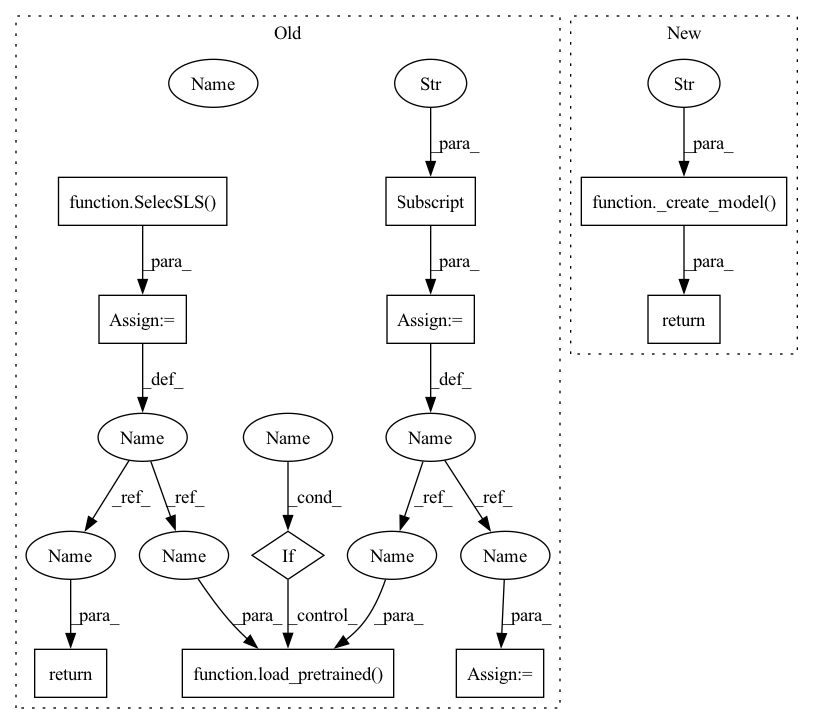 Old
New
Name
Str
Str
_para_
_para_
function.SelecSLS()
Subscript
function._create_model()
_para_
_para_
_para_
Assign:=
Assign:=
return
_def_
_def_
Name
Name
Name
_ref_
_ref_
_cond_
_ref_
_ref_
Name
Name
If
Name
Name
_para_
_para_
_control_
_para_
_para_
return
function.load_pretrained()
Assign:=